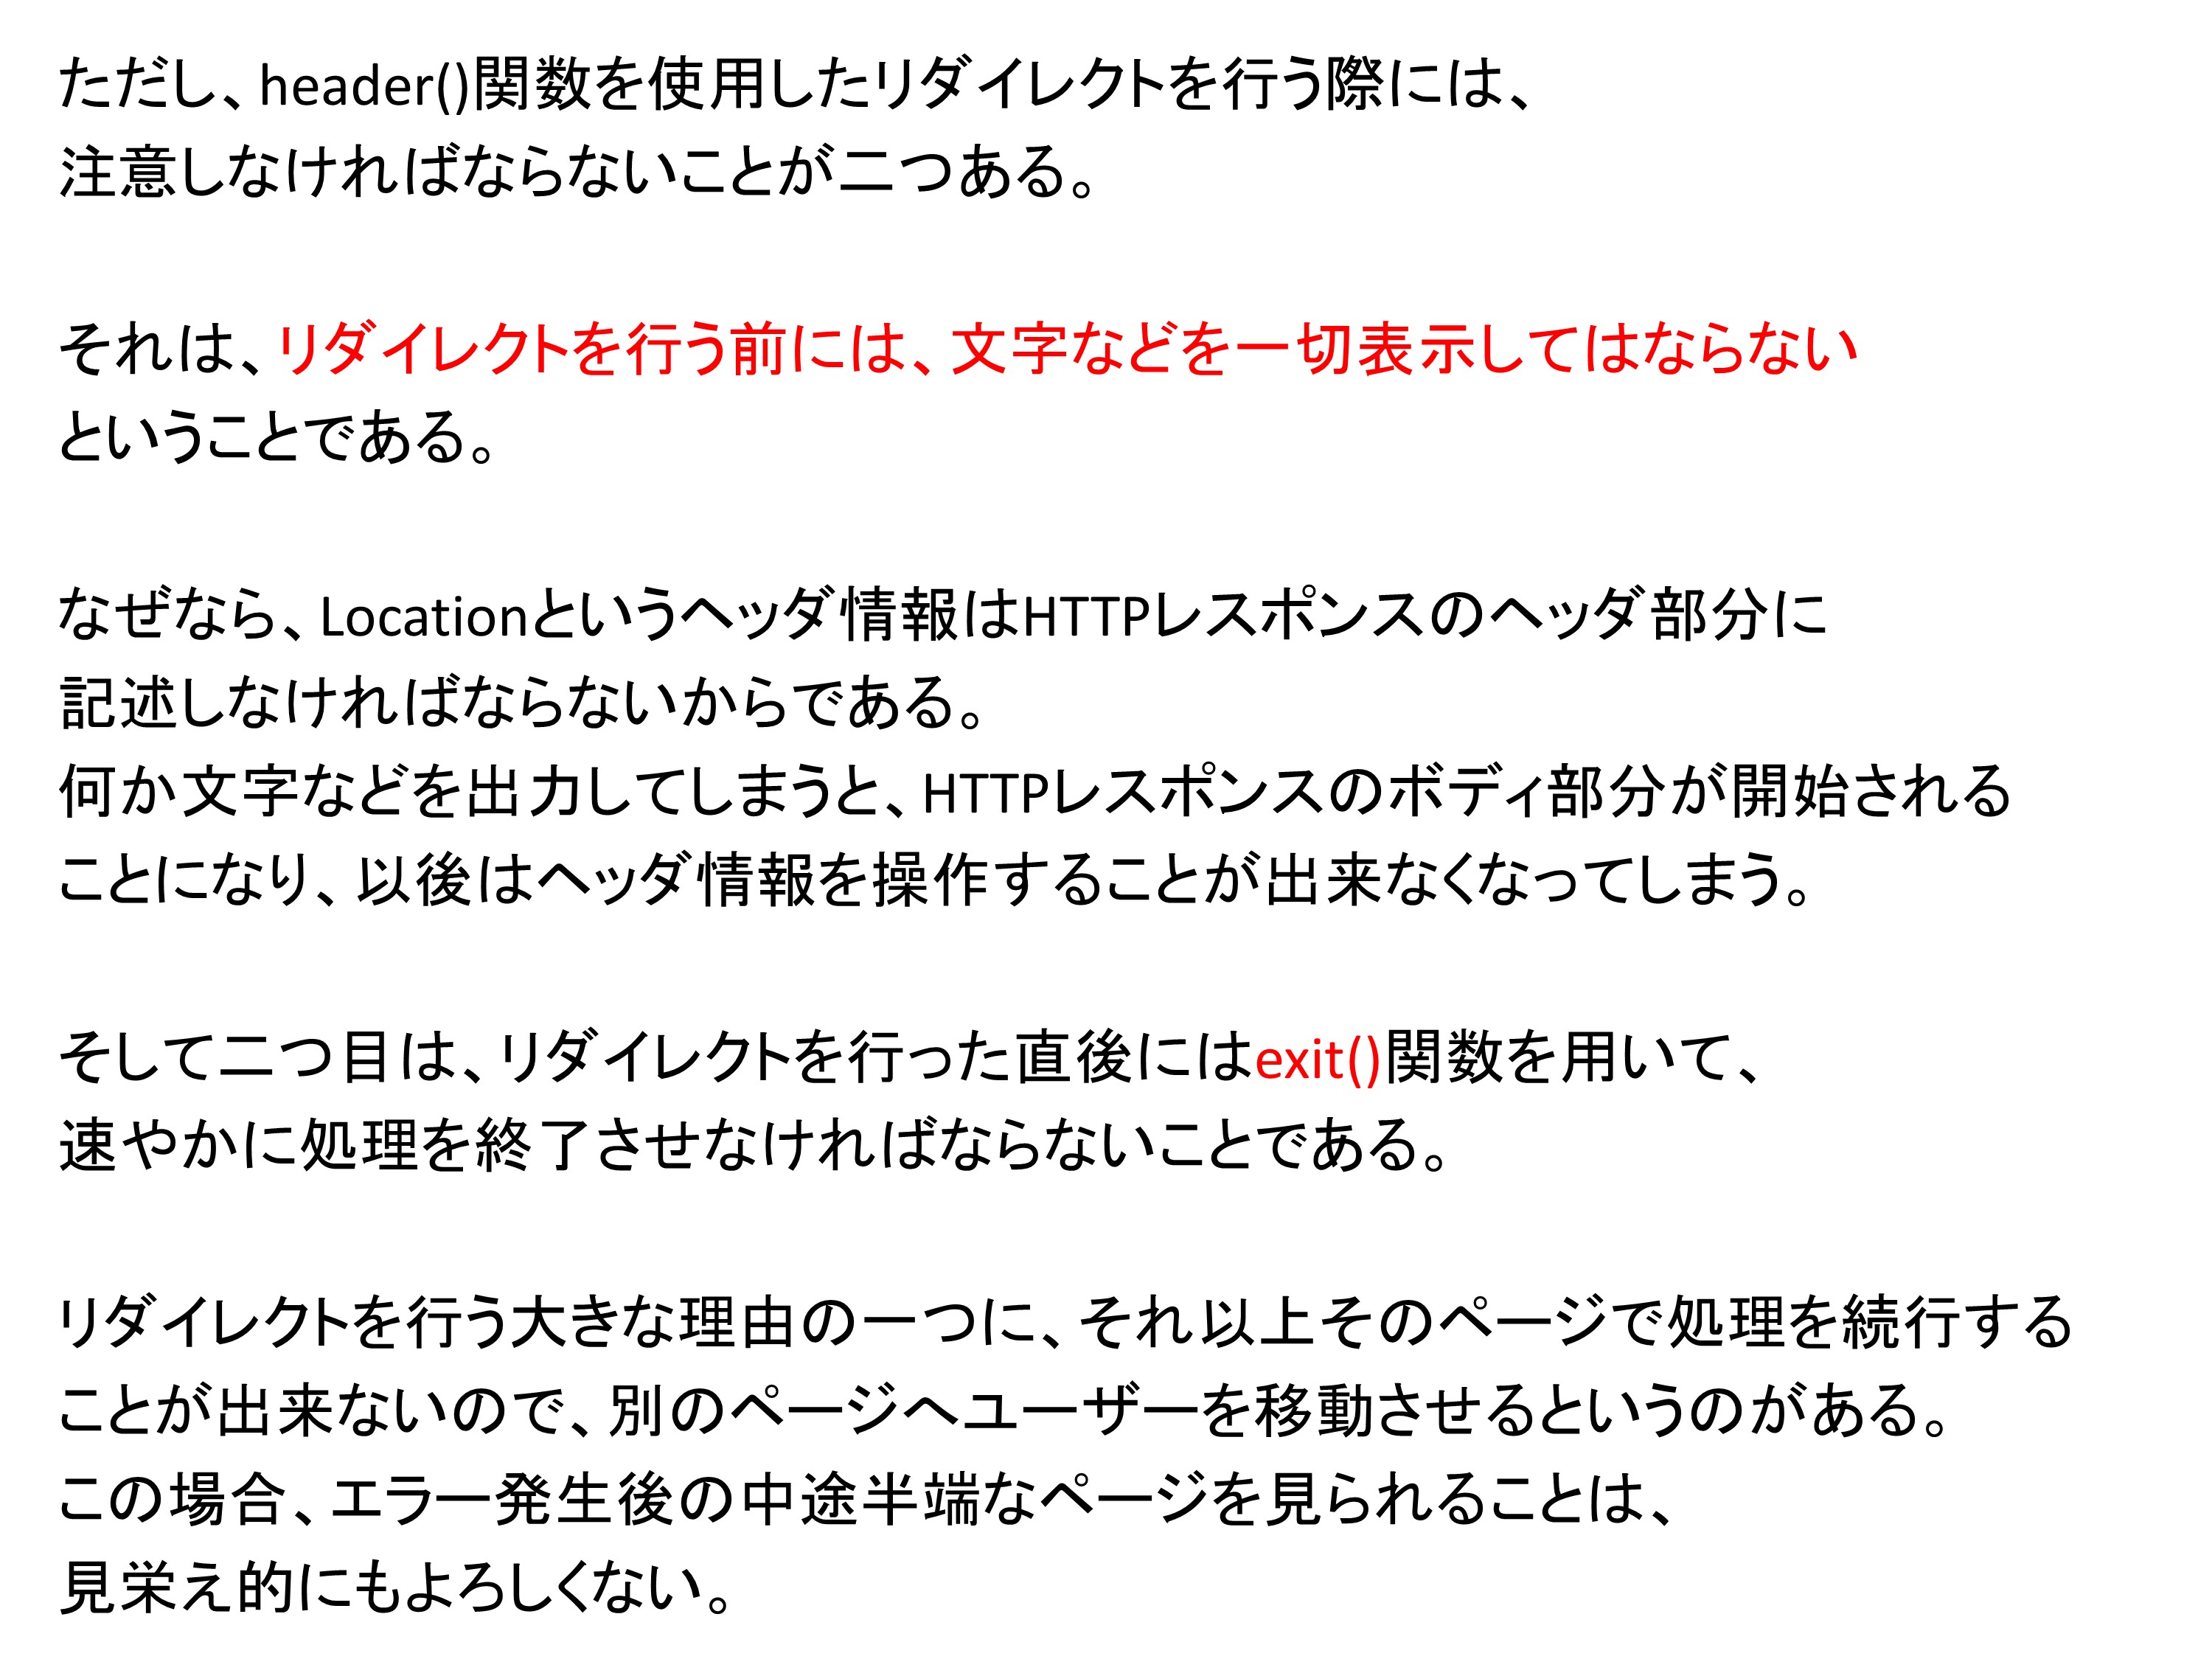 ただし、header()関数を使用したリダイレクトを行う際には、
注意しなければならないことが二つある。
それは、リダイレクトを行う前には、文字などを一切表示してはならない
ということである。
なぜなら、Locationというヘッダ情報はHTTPレスポンスのヘッダ部分に
記述しなければならないからである。
何か文字などを出力してしまうと、HTTPレスポンスのボディ部分が開始される
ことになり、以後はヘッダ情報を操作することが出来なくなってしまう。
そして二つ目は、リダイレクトを行った直後にはexit()関数を用いて、
速やかに処理を終了させなければならないことである。
リダイレクトを行う大きな理由の一つに、それ以上そのページで処理を続行する
ことが出来ないので、別のページへユーザーを移動させるというのがある。
この場合、エラー発生後の中途半端なページを見られることは、
見栄え的にもよろしくない。